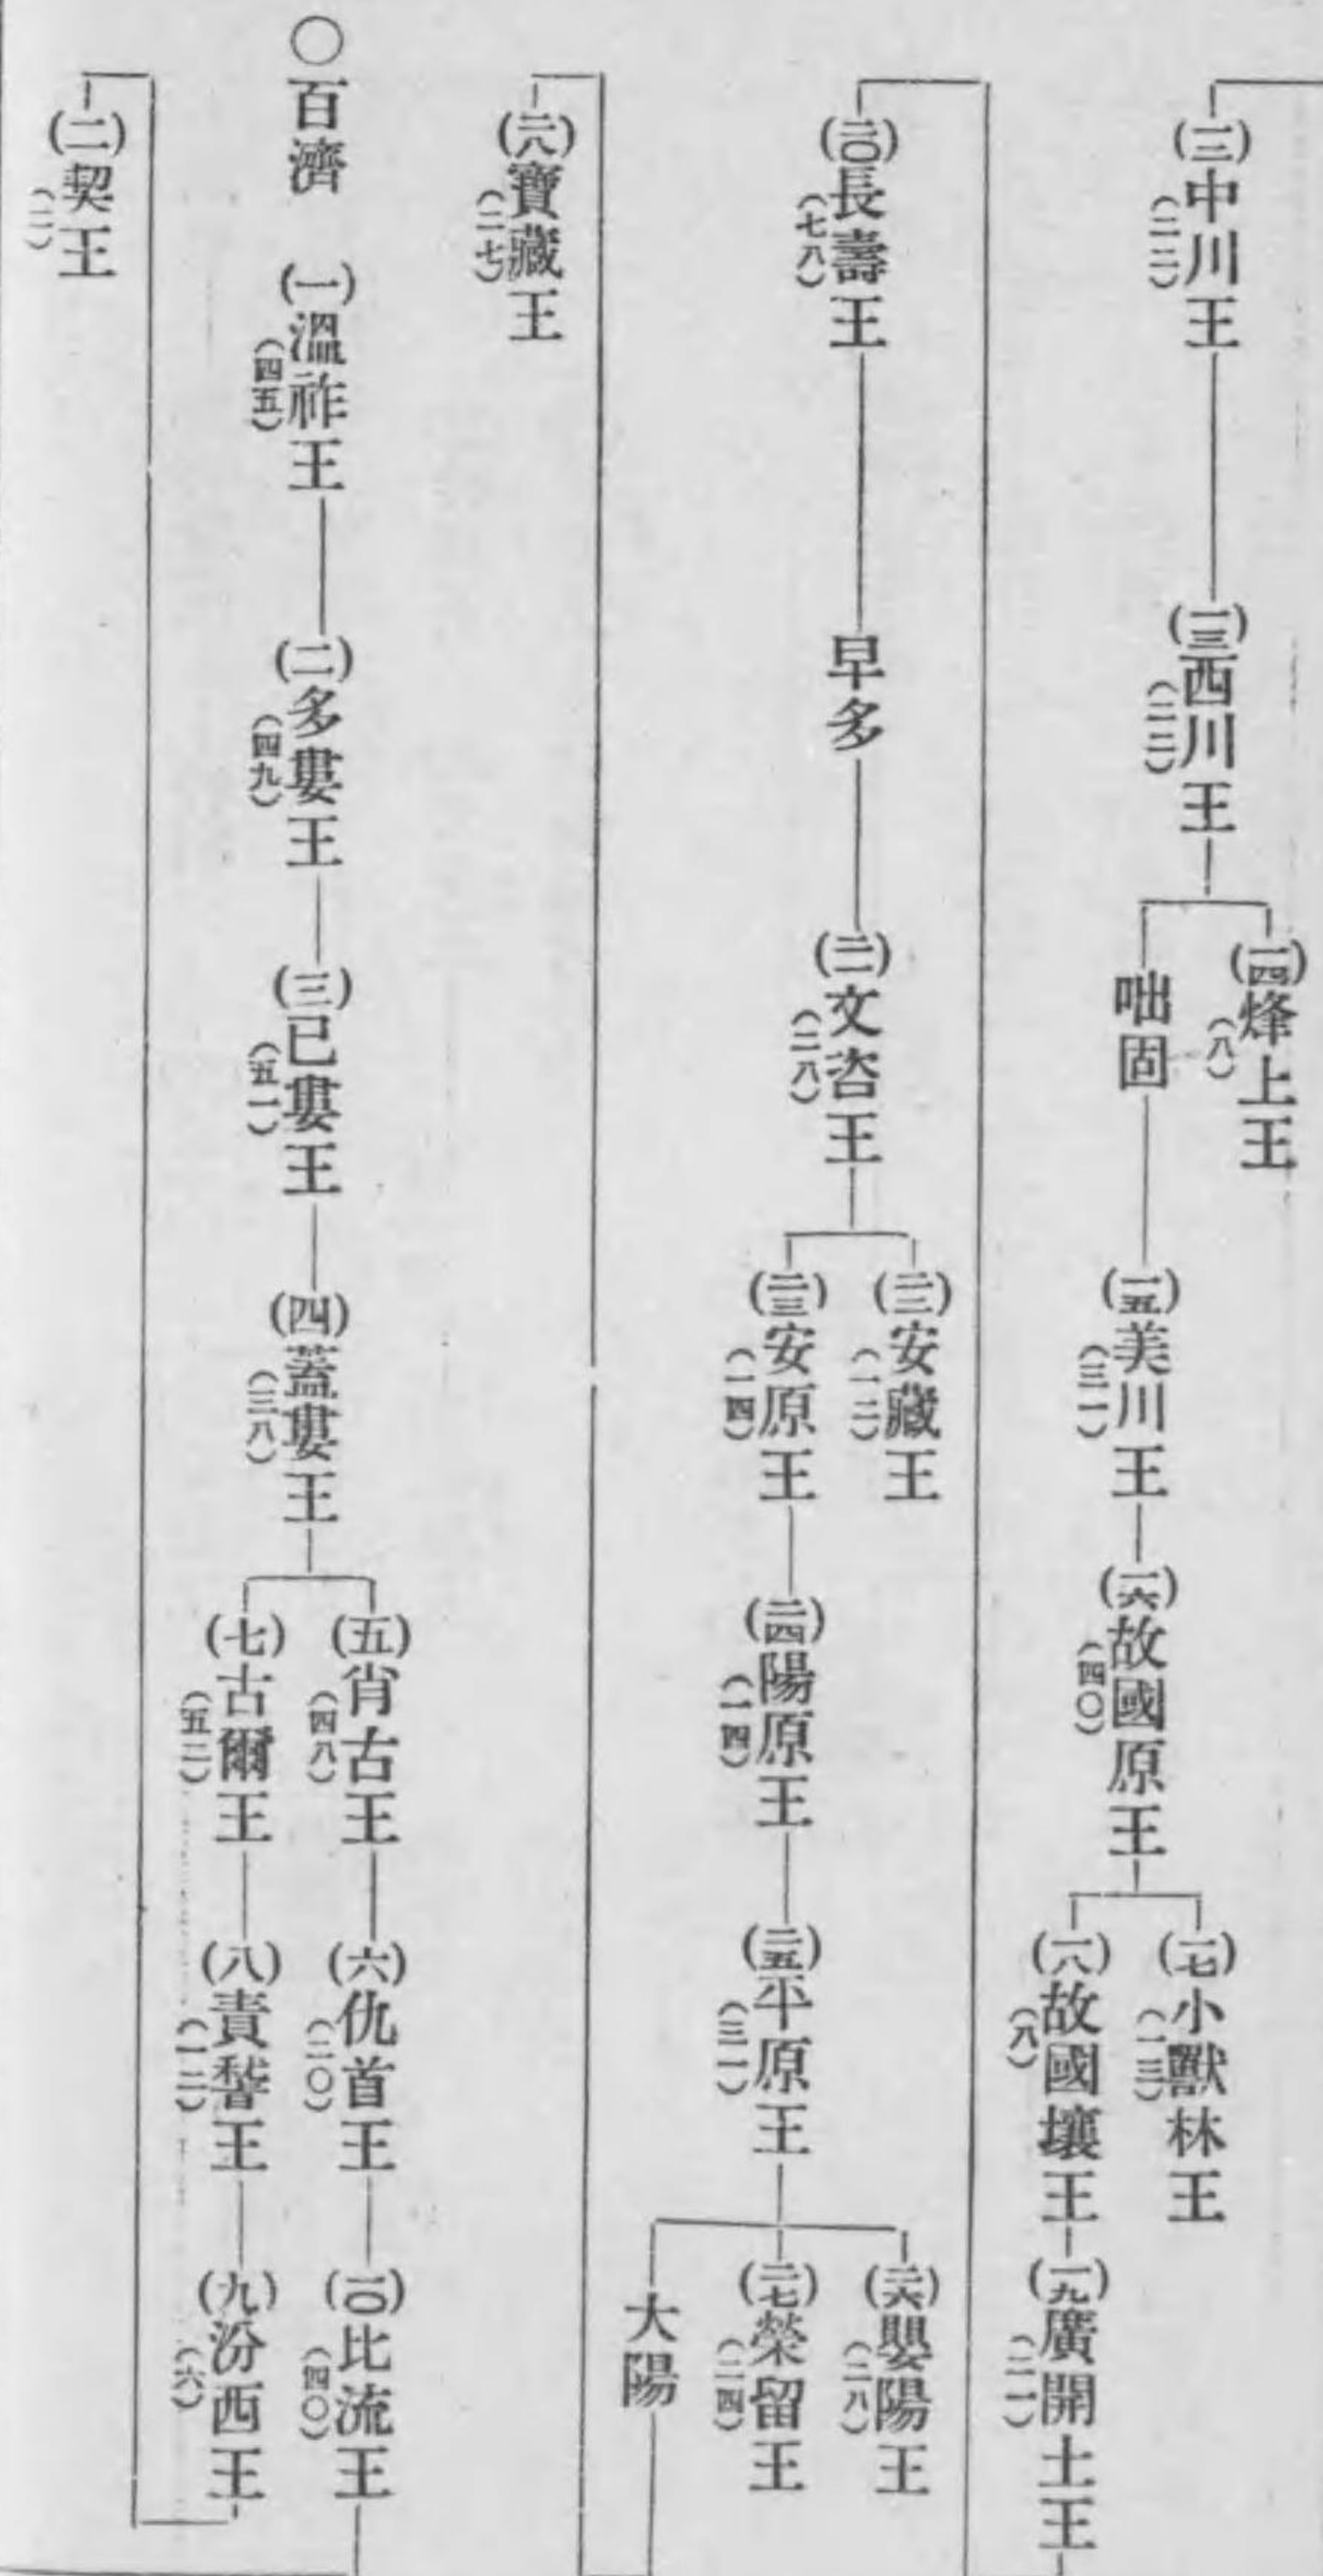 (一二)中川王
(二三)
(一三)西川王
(二三)
(一四)烽上王
(八)
咄固
(一五)美川王
(三一)
(一六)故國原王
(四〇)
(一七)小獸林王
(一三)
(一八)故國壤王
(八)
(一九)廣開土王
(二一)
(二〇)長壽王
(七八)
早多
(二一)文咨王
(二八)
(二二)安藏王
(一二)
(二三)安原王
(一四)
(二四)陽原王
(一四)
(二五)平原王
(三一)
(二六)嬰陽王
(二八)
(二七)榮留王
(二四)
大陽
(二八)寶藏王
(二七)
〇百濟
(一)溫祚王
(四五)
(二)多婁王
(四九)
(三)已婁王
(五一)
(四)蓋婁王
(三八)
(五)肖古王
(四八)
(六)仇首王
(二〇)
(一〇)比流王
(四〇)
(七)古爾王
(五二)
(八)責稽王
(一二)
(九)汾西王
(六)
(一一)契王
(二)